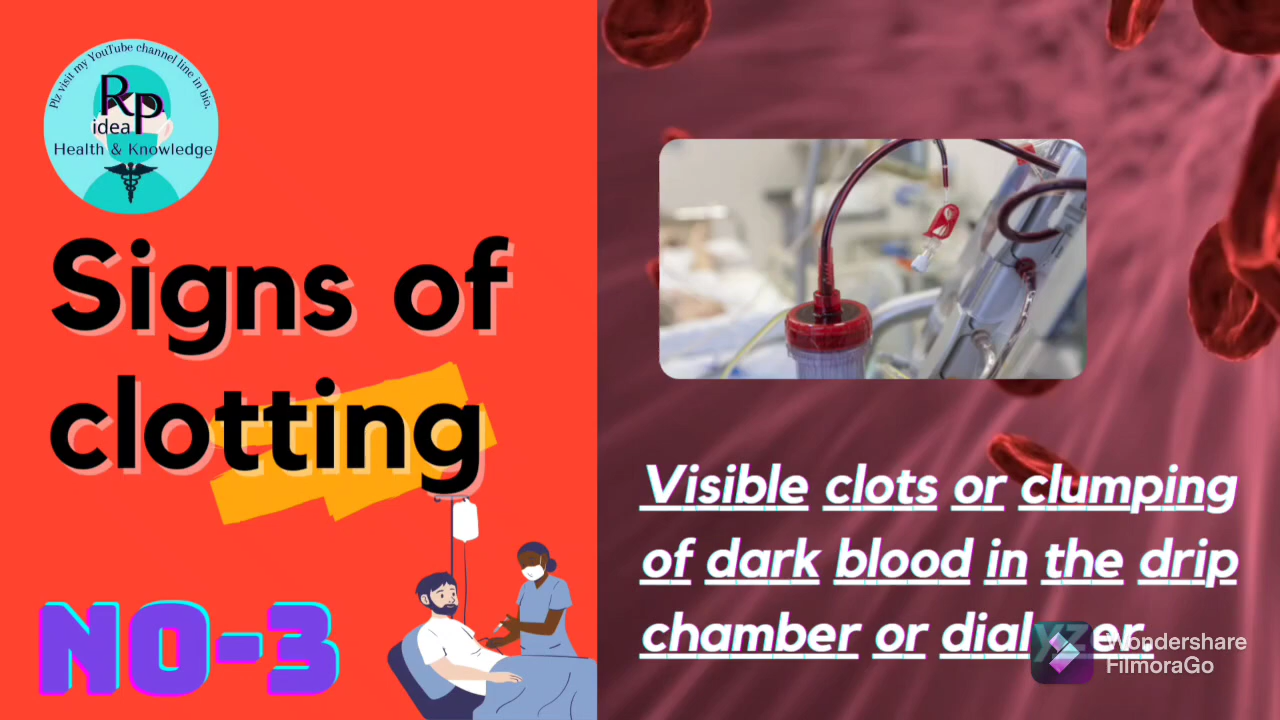 Plz visit my YouTube channel line in bio.
RP
idea
Health & Knowledge
Signs of
clotting
NO-3
Visible clots or clumping
of dark blood in the drip
chamber or dialyzer.
Wondershare
FilmoraGo